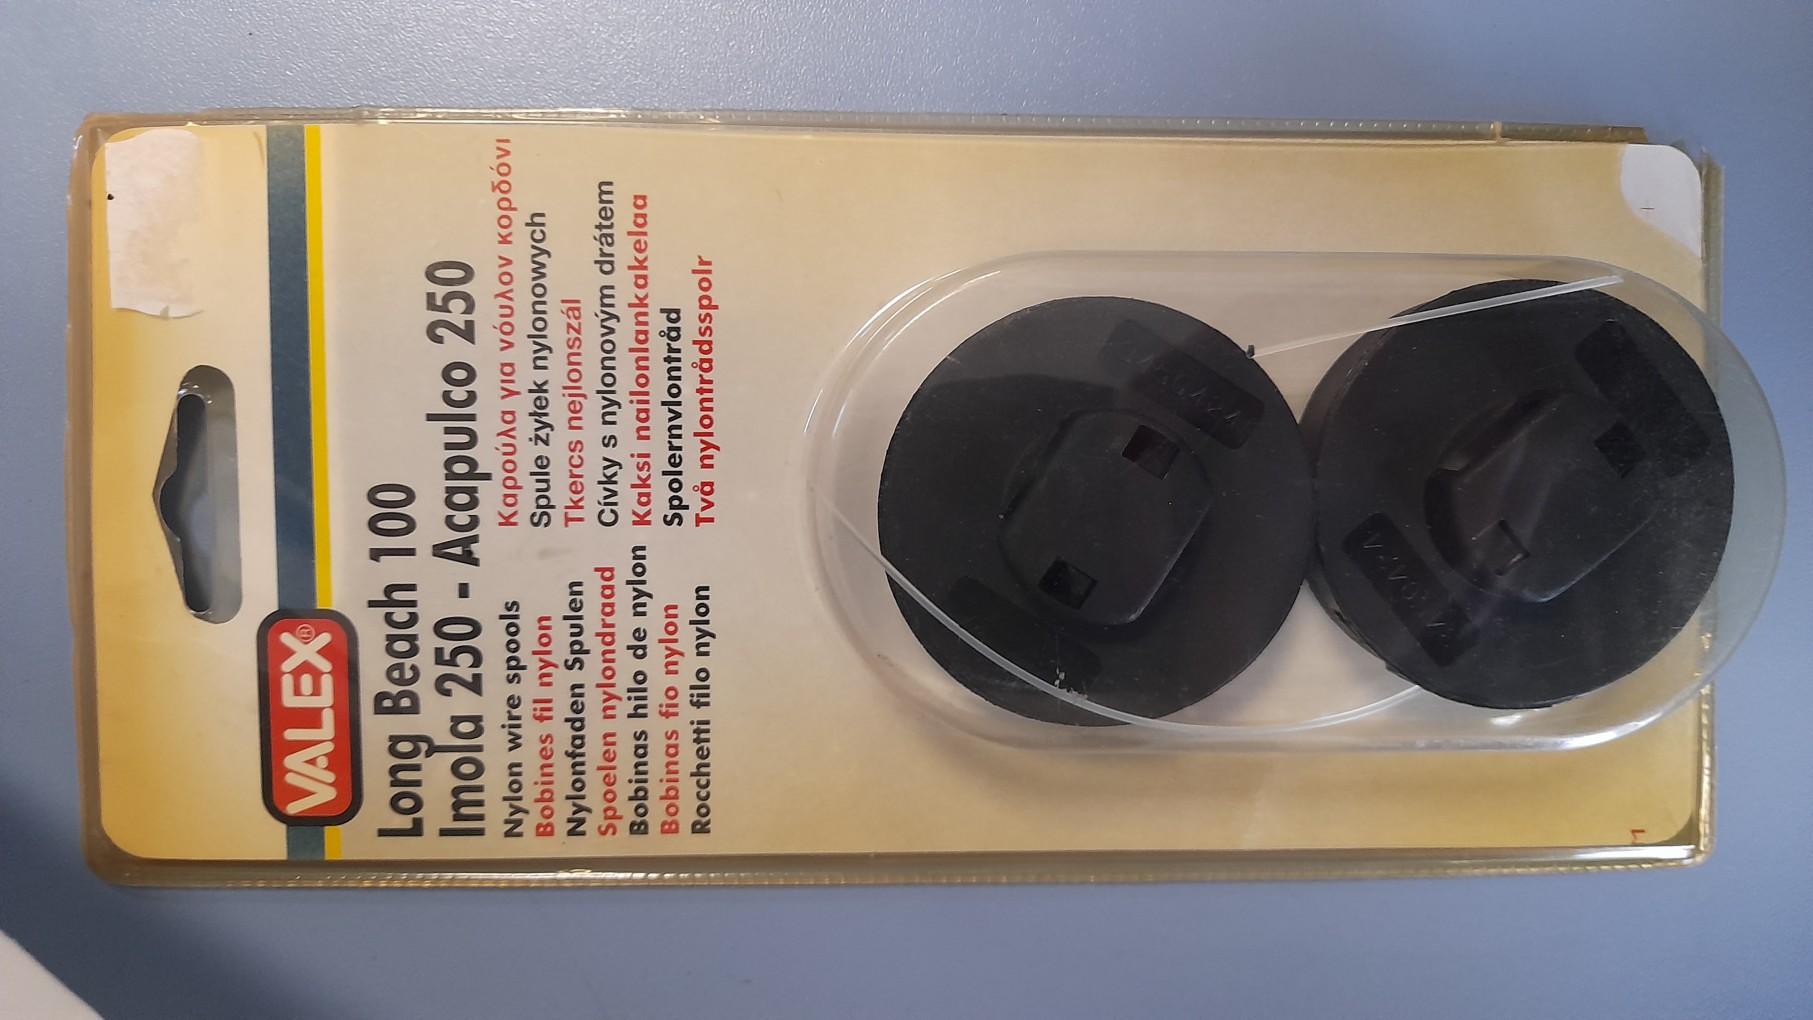 VALEX®
Long Beach 100
Imola 250 - Acapulco 250
Nylon wire spools
Bobines fil nylon
Nylonfaden Spulen
Spoelen nylondraad
Bobinas hilo de nylon
Bobinas fio nylon
Rocchetti filo nylon
Καρούλα για νάυλον κορδόνι
Spule żyłek nylonowych
Tkercs nejlonszál
Cívky s nylonovým drátem
Kaksi nailonlankakelaa
Spolernvlontråd
Två nylontrådsspolr